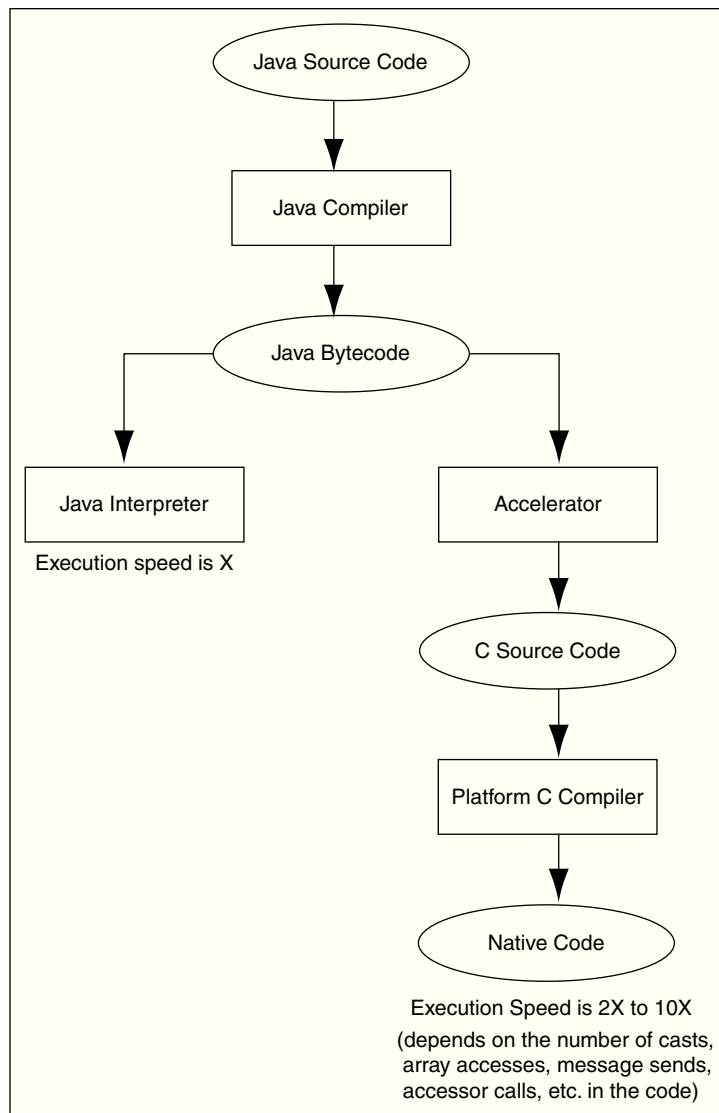 Java Source Code
Java Compiler
Java Bytecode
Java Interpreter
Execution speed is X
Accelerator
C Source Code
Platform C Compiler
Native Code
Execution Speed is 2X to 10X
(depends on the number of casts,
array accesses, message sends,
accessor calls, etc. in the code)